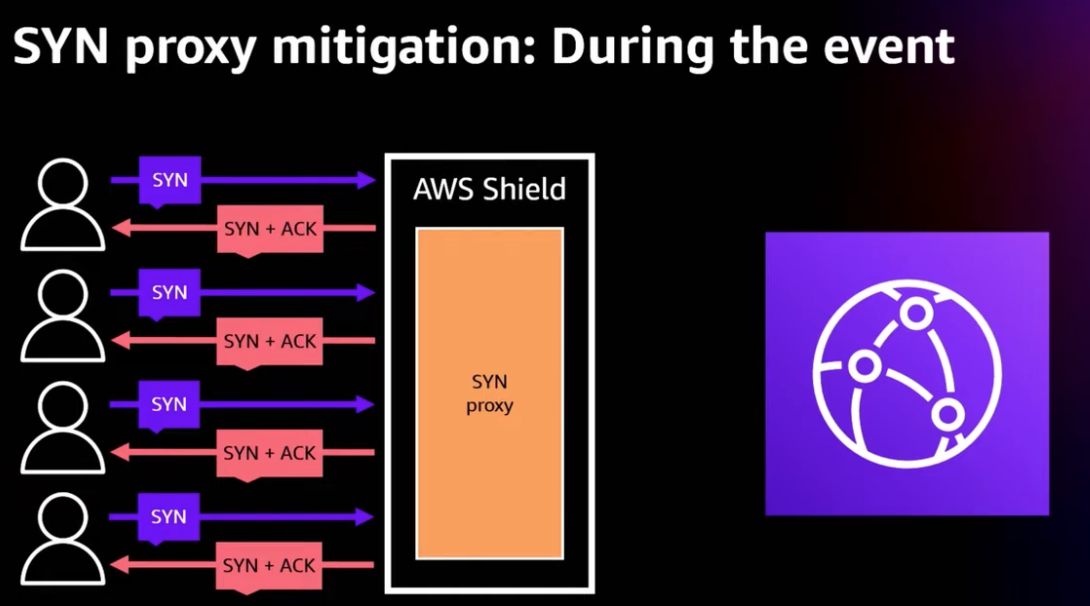 SYN proxy mitigation: During the event
SYN
AWS Shield
SYN + ACK
SYN
SYN + ACK
SYN
proxy
SYN
SYN + ACK
SYN
SYN + ACK